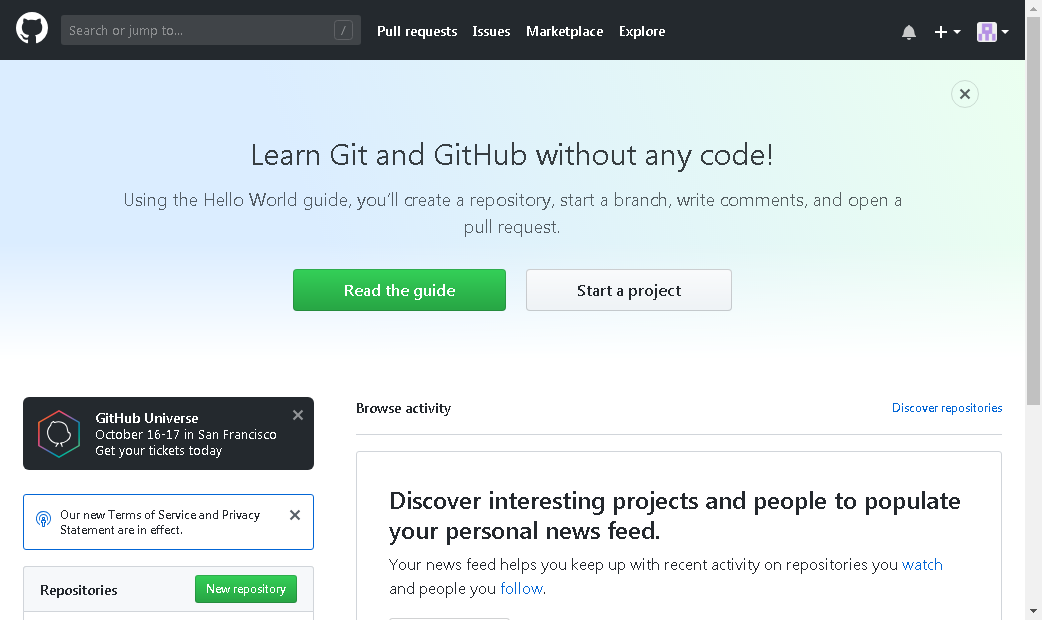 Search or jump to... /
Pull requests Issues Marketplace Explore
Learn Git and GitHub without any code!
Using the Hello World guide, you’ll create a repository, start a branch, write comments, and open a
pull request.
Read the guide Start a project
GitHub Universe
October 16-17 in San Francisco
Get your tickets today
Our new Terms of Service and Privacy
Statement are in effect.
Repositories New repository
Browse activity Discover repositories
Discover interesting projects and people to populate
your personal news feed.
Your news feed helps you keep up with recent activity on repositories you watch
and people you follow.